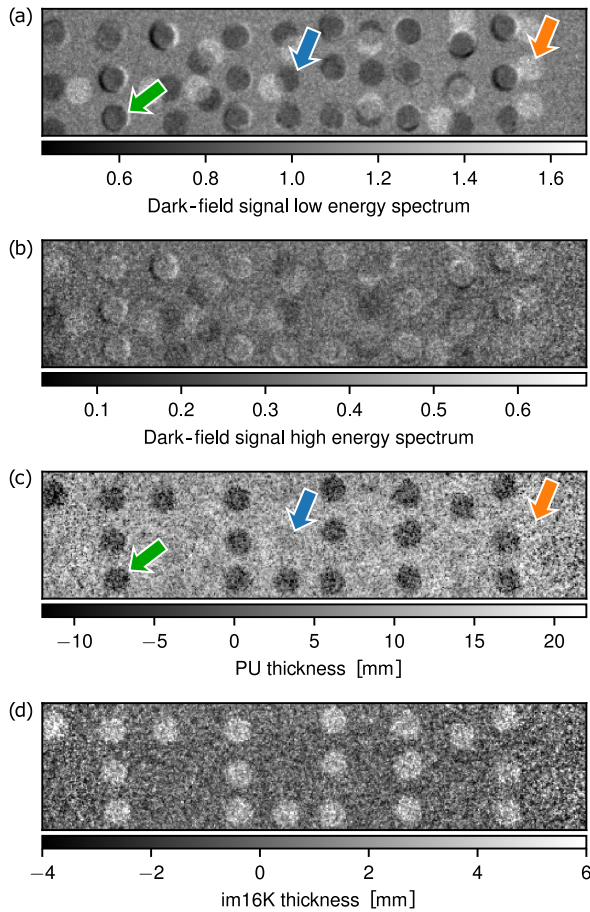 (a)
0.6 0.8 1.0 1.2 1.4 1.6
Dark-field signal low energy spectrum
(b)
0.1 0.2 0.3 0.4 0.5 0.6
Dark-field signal high energy spectrum
(c)
−10 −5 0 5 10 15 20
PU thickness [mm]
(d)
−4 −2 0 2 4 6
im16K thickness [mm]